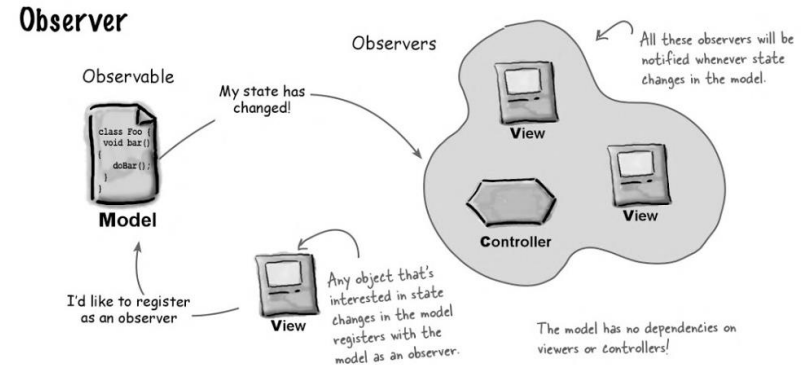 Observer
Observable
class Foo {
void bar()
{
doBar();
}
}
Model
My state has
changed!
Observers
View
View
Controller
All these observers will be
notified whenever state
changes in the model.
I'd like to register
as an observer
View
Any object that's
interested in state
changes in the model
registers with the
model as an observer.
The model has no dependencies on
viewers or controllers!